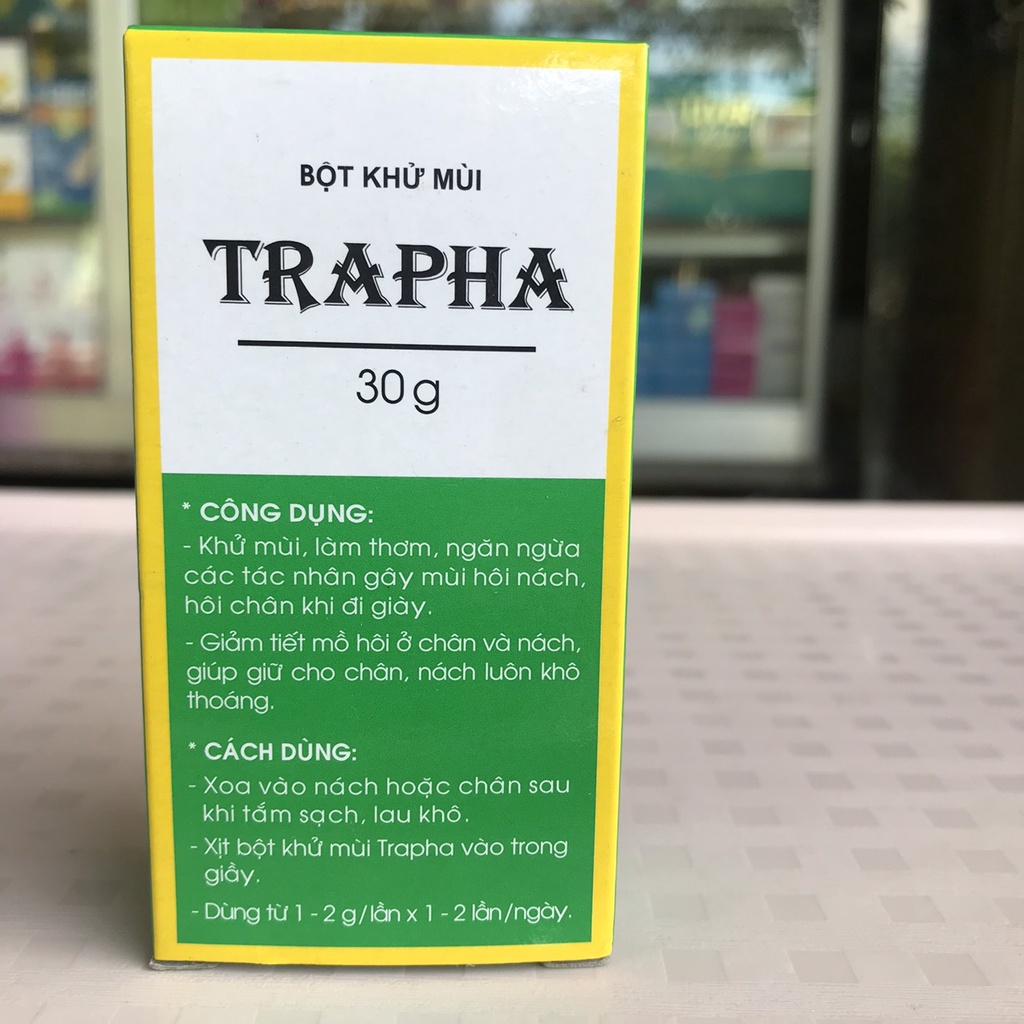 BỘT KHỬ MÙI
TRAPHA
30g
* CÔNG DỤNG:
- Khử mùi, làm thơm, ngăn ngừa
các tác nhân gây mùi hôi nách,
hôi chân khi đi giày.
- Giảm tiết mồ hôi ở chân và nách,
giúp giữ cho chân, nách luôn khô
thoáng.
* CÁCH DÙNG:
- Xoa vào nách hoặc chân sau
khi tắm sạch, lau khô.
- Xịt bột khử mùi Trapha vào trong
giầy.
- Dùng từ 1 - 2 g/lần x 1 - 2 lần/ngày.